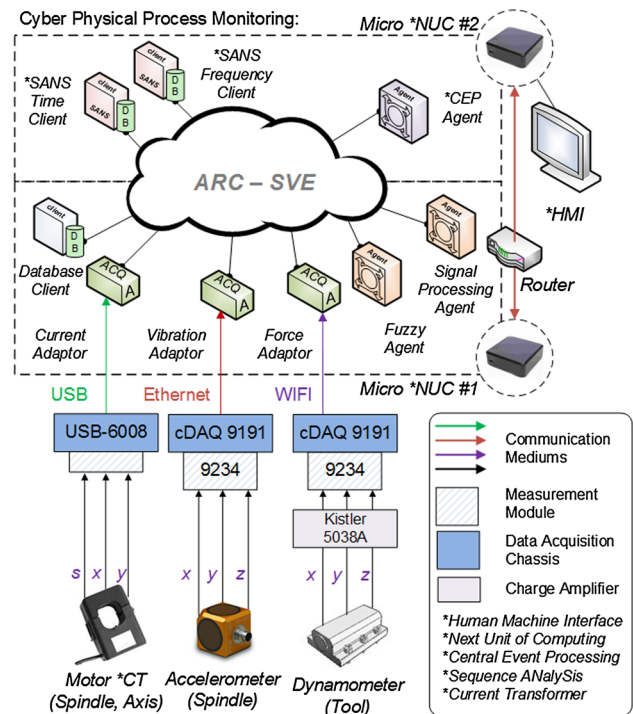 Cyber Physical Process Monitoring:
Micro *NUC #2
*SANS
Time
Client
client
SANS
D
B
client
SANS
D
B
*SANS
Frequency
Client
Agent
*CEP
Agent
ARC – SVE
*HMI
client
D
B
Database
Client
ACQ
A
Current
Adaptor
ACQ
A
Vibration
Adaptor
ACQ
A
Force
Adaptor
Agent
Fuzzy
Agent
Agent
Signal
Processing
Agent
Router
Micro *NUC #1
USB
Ethernet
WIFI
USB-6008
cDAQ 9191
9234
cDAQ 9191
9234
Kistler
5038A
s x y
x y z
x y z
Motor *CT
(Spindle, Axis)
Accelerometer
(Spindle)
Dynamometer
(Tool)
Communication
Mediums
Measurement
Module
Data Acquisition
Chassis
Charge Amplifier
*Human Machine Interface
*Next Unit of Computing
*Central Event Processing
*Sequence ANalySis
*Current Transformer